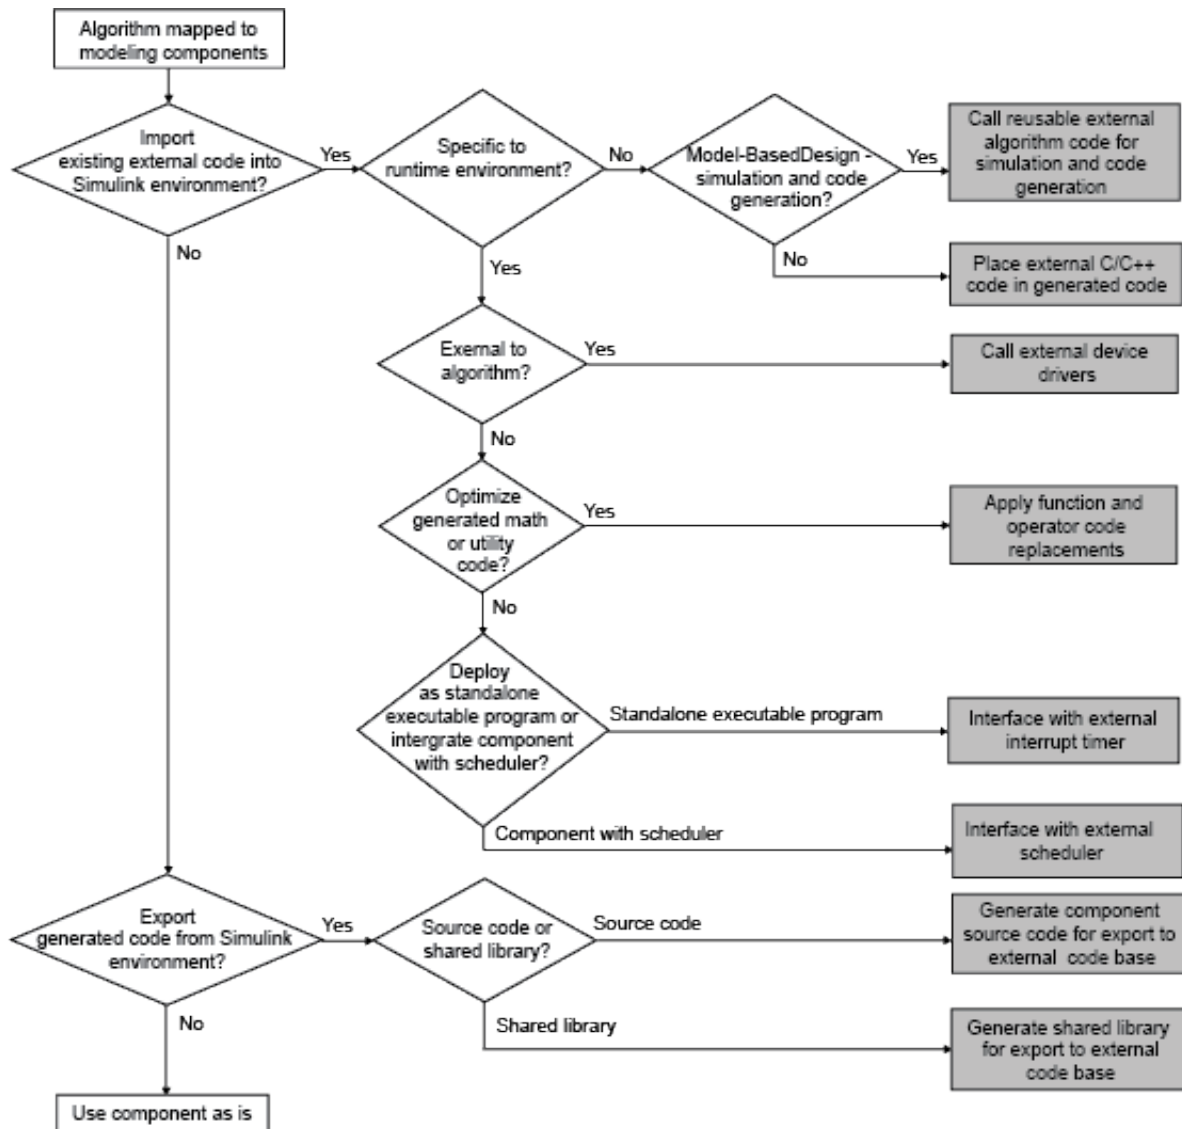 Algorithm mapped to
modeling components
Import
existing external code into
Simulink environment?
Yes
No
Specific to
runtime environment?
No
Yes
Model-BasedDesign -
simulation and code
generation?
Yes
No
Call reusable external
algorithm code for
simulation and code
generation
Place external C/C++
code in generated code
Exernal to
algorithm?
Yes
No
Call external device
drivers
Optimize
generated math
or utility
code?
Yes
No
Apply function and
operator code
replacements
Deploy
as standalone
executable program or
intergrate component
with scheduler?
Standalone executable program
Component with scheduler
Interface with external
interrupt timer
Interface with external
scheduler
Export
generated code from Simulink
environment?
Yes
No
Source code or
shared library?
Source code
Shared library
Generate component
source code for export to
external code base
Generate shared library
for export to external
code base
Use component as is